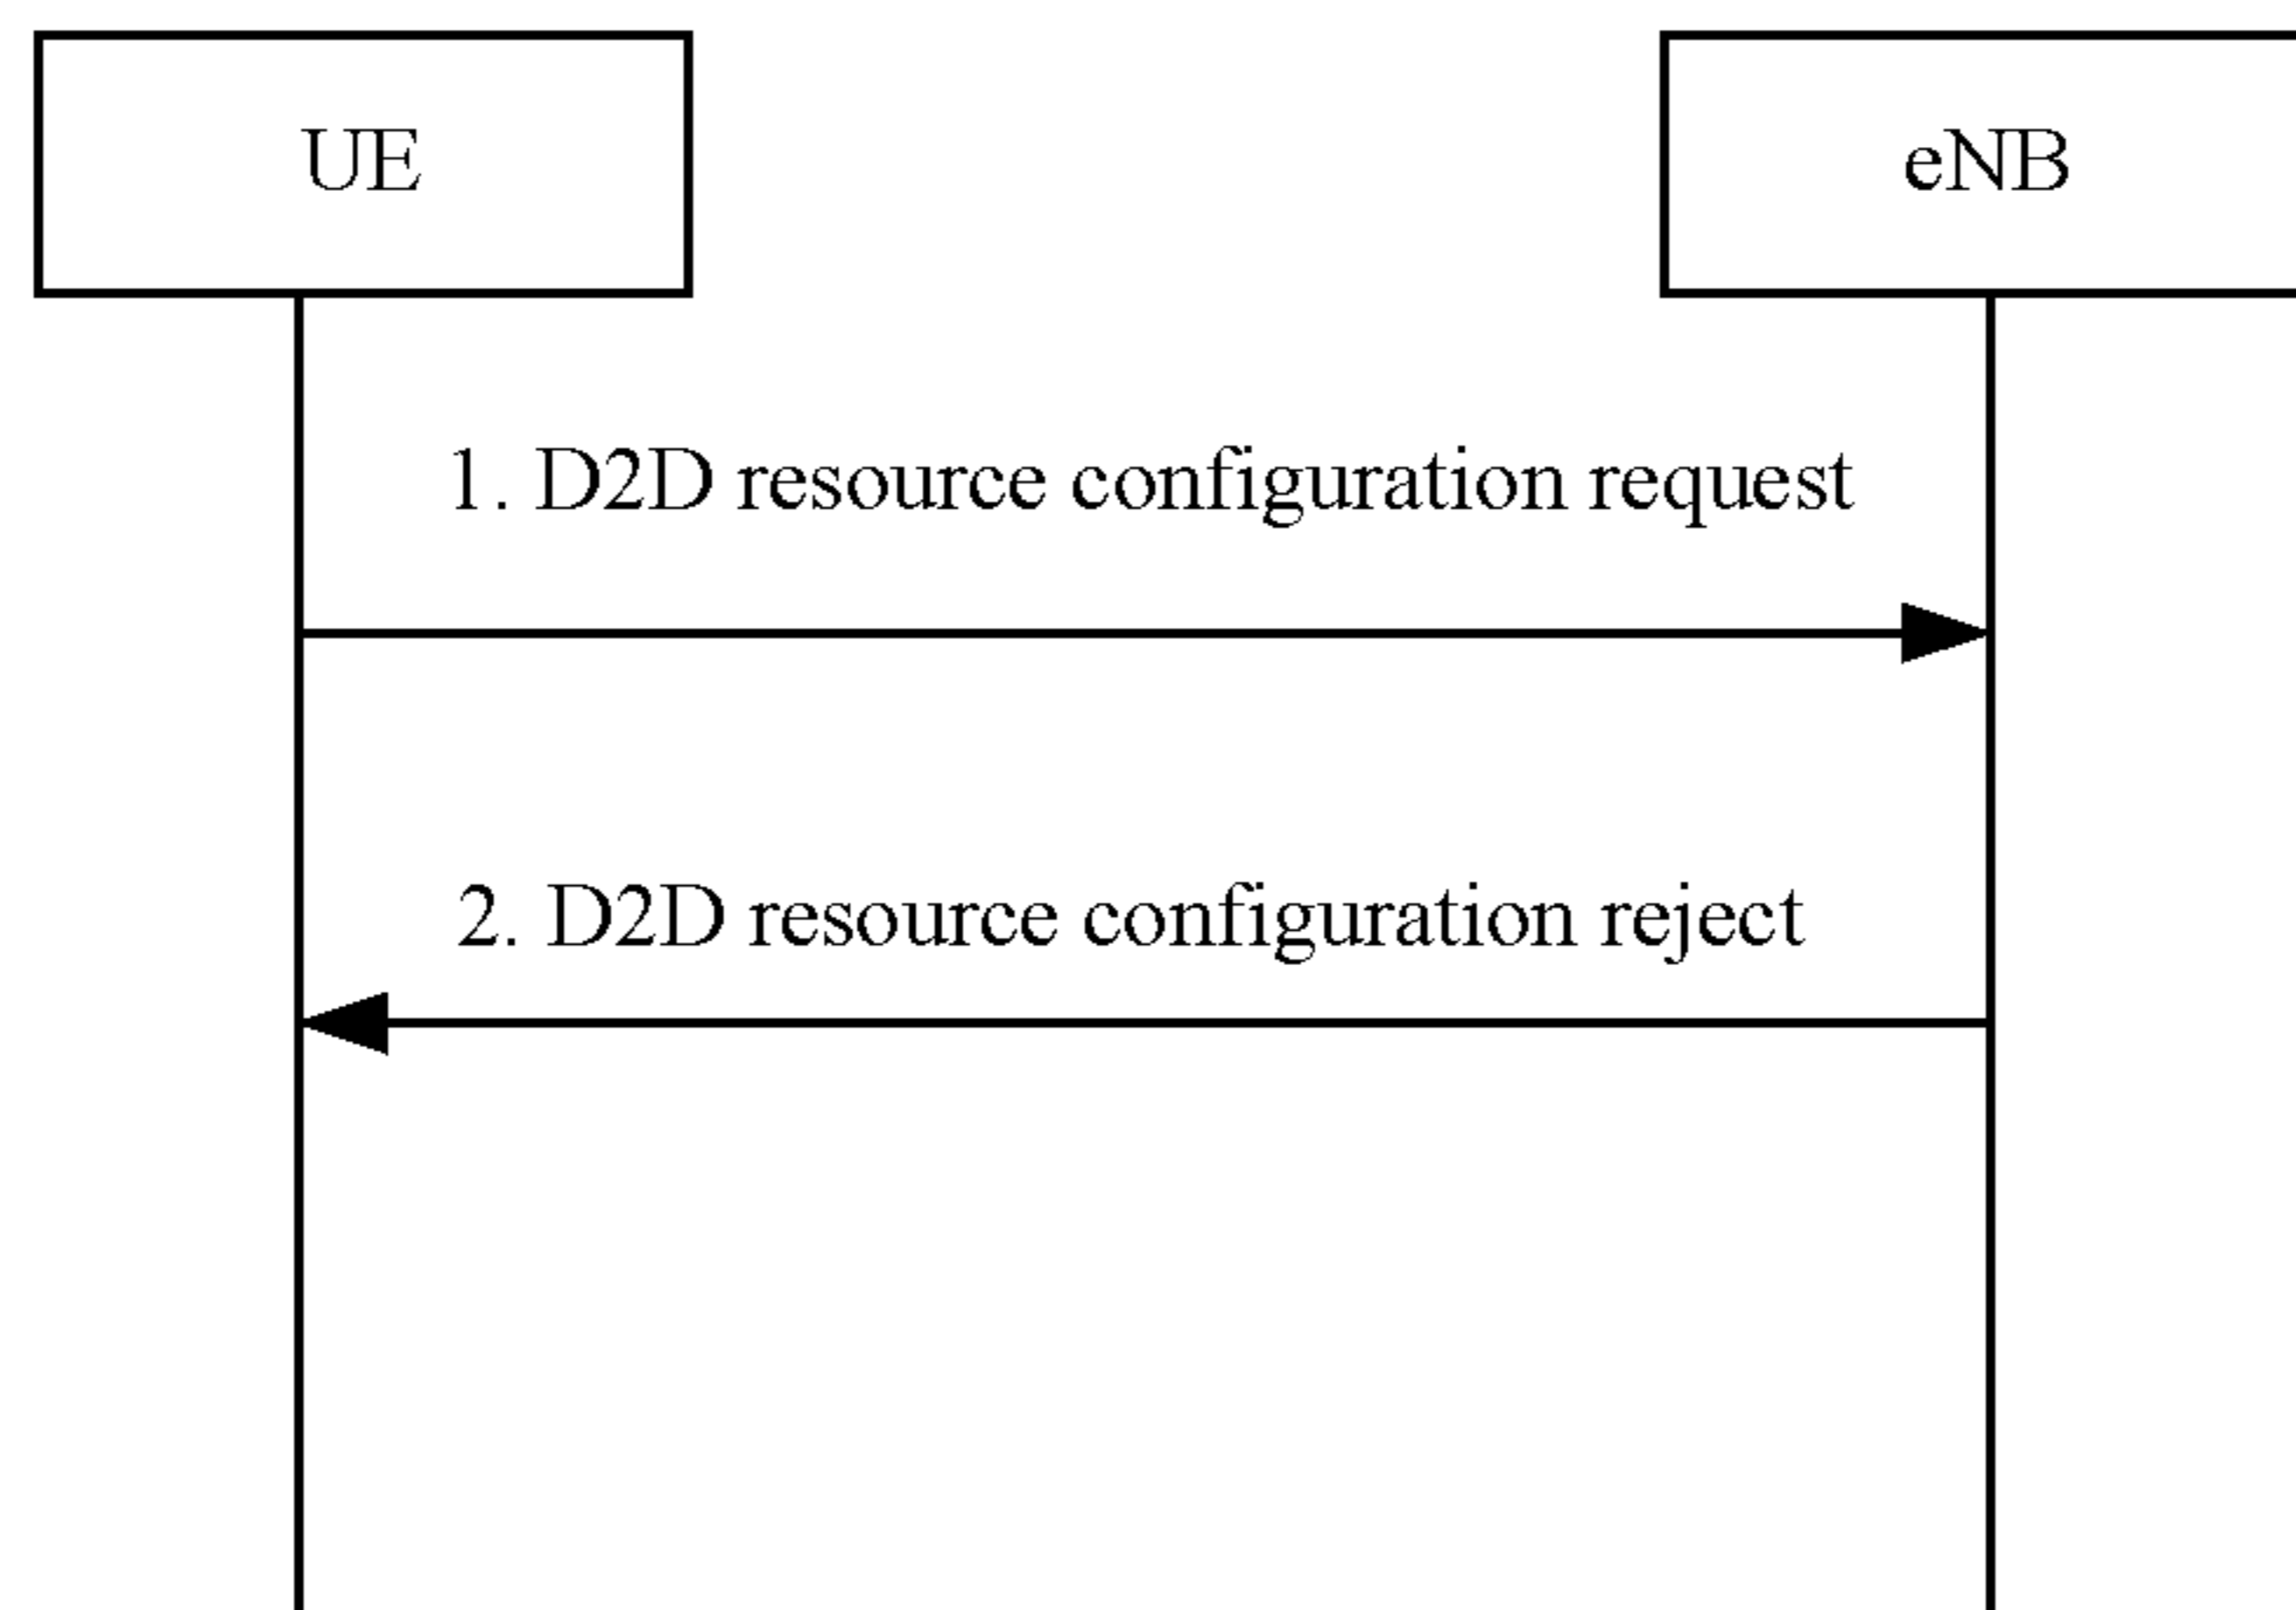 UE
eNB
1. D2D resource configuration request
2. D2D resource configuration reject